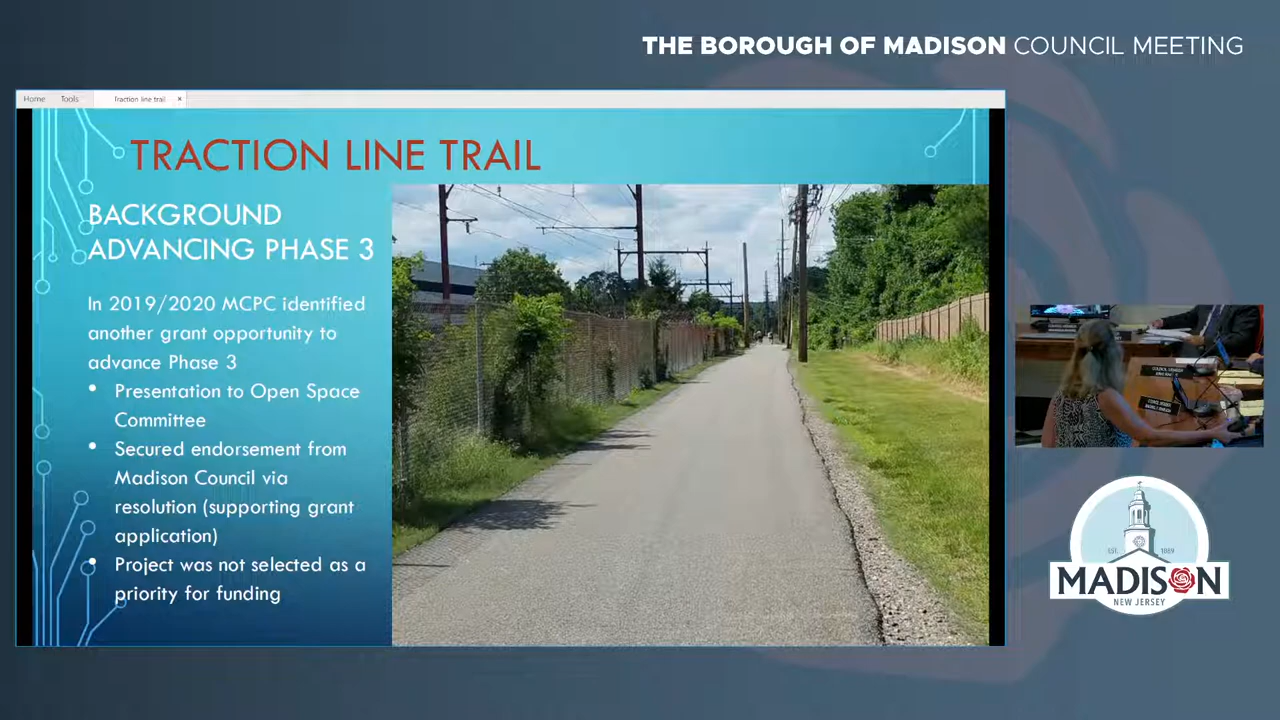 THE BOROUGH OF MADISON COUNCIL MEETING
Home Tools Traction line trail ×
TRACTION LINE TRAIL
BACKGROUND
ADVANCING PHASE 3
In 2019/2020 MCPC identified
another grant opportunity to
advance Phase 3
• Presentation to Open Space
Committee
• Secured endorsement from
Madison Council via
resolution (supporting grant
application)
• Project was not selected as a
priority for funding
EST. 1889
MADISON
NEW JERSEY